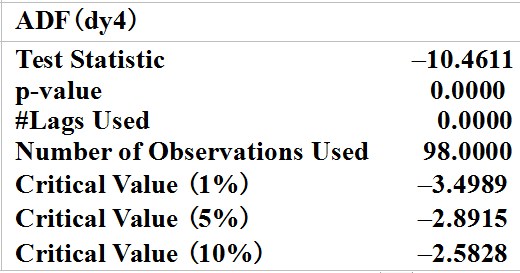 ADF (dy4)
Test Statistic –10.4611
p-value 0.0000
#Lags Used 0.0000
Number of Observations Used 98.0000
Critical Value (1%) –3.4989
Critical Value (5%) –2.8915
Critical Value (10%) –2.5828